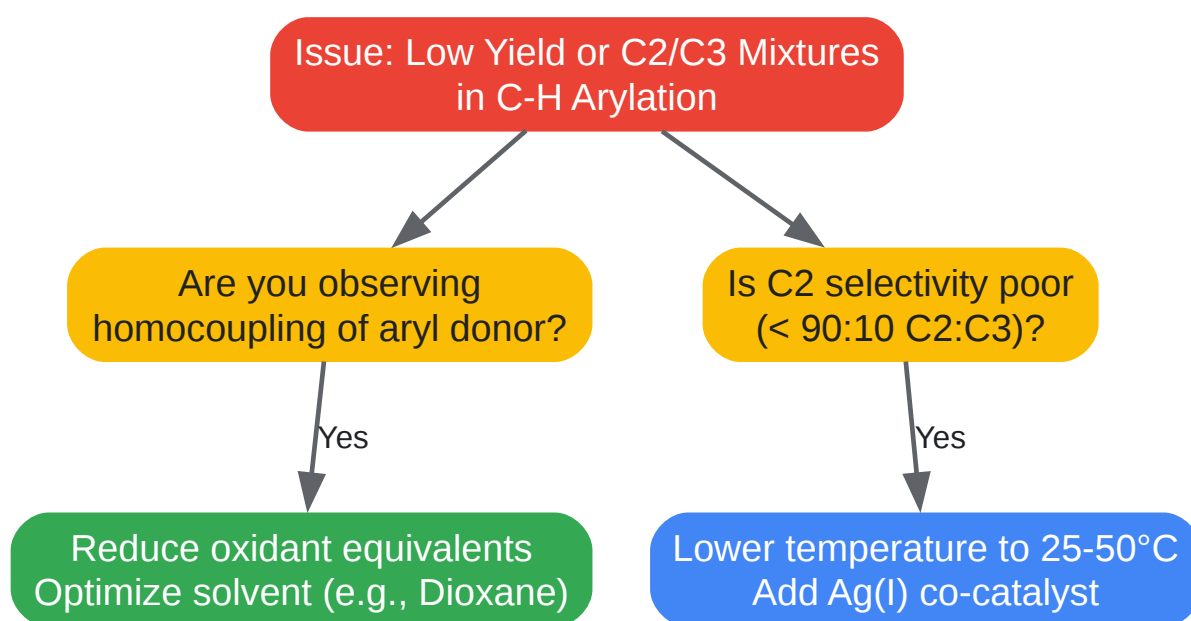 Issue: Low Yield or C2/C3 Mixtures
in C-H Arylation
Are you observing
homocoupling of aryl donor?
Is C2 selectivity poor
(< 90:10 C2:C3)?
Yes
Yes
Reduce oxidant equivalents
Optimize solvent (e.g., Dioxane)
Lower temperature to 25-50°C
Add Ag(I) co-catalyst